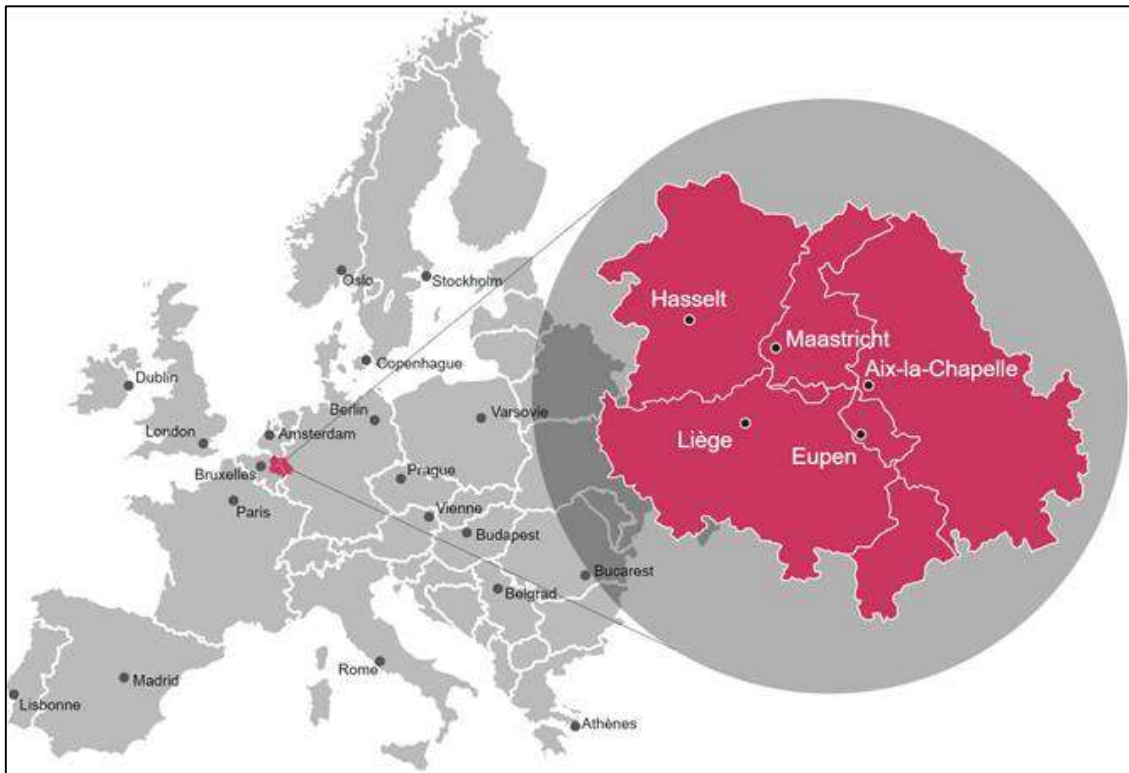 Oslo
Stockholm
Copenhague
Dublin
Berlin
Varsovie
London
Amsterdam
Bruxelles
Prague
Paris
Vienne
Budapest
Bucarest
Belgrad
Rome
Madrid
Lisbonne
Athènes
Hasselt
Maastricht
Aix-la-Chapelle
Liège
Eupen